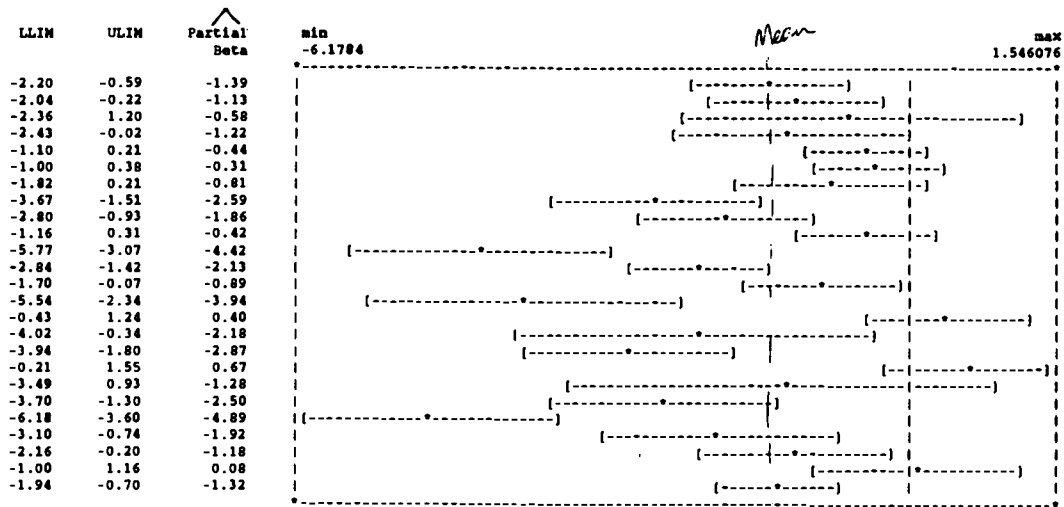 LLIM ULIM Partial min Mean max
Beta -6.1784 1.546076
-2.20 -0.59 -1.39
-2.04 -0.22 -1.13
-2.36 1.20 -0.58
-2.43 -0.02 -1.22
-1.10 0.21 -0.44
-1.00 0.38 -0.31
-1.82 0.21 -0.81
-3.67 -1.51 -2.59
-2.80 -0.93 -1.86
-1.16 0.31 -0.42
-5.77 -3.07 -4.42
-2.84 -1.42 -2.13
-1.70 -0.07 -0.89
-5.54 -2.34 -3.94
-0.43 1.24 0.40
-4.02 -0.34 -2.18
-3.94 -1.80 -2.87
-0.21 1.55 0.67
-3.49 0.93 -1.28
-3.70 -1.30 -2.50
-6.18 -3.60 -4.89
-3.10 -0.74 -1.92
-2.16 -0.20 -1.18
-1.00 1.16 0.08
-1.94 -0.70 -1.32